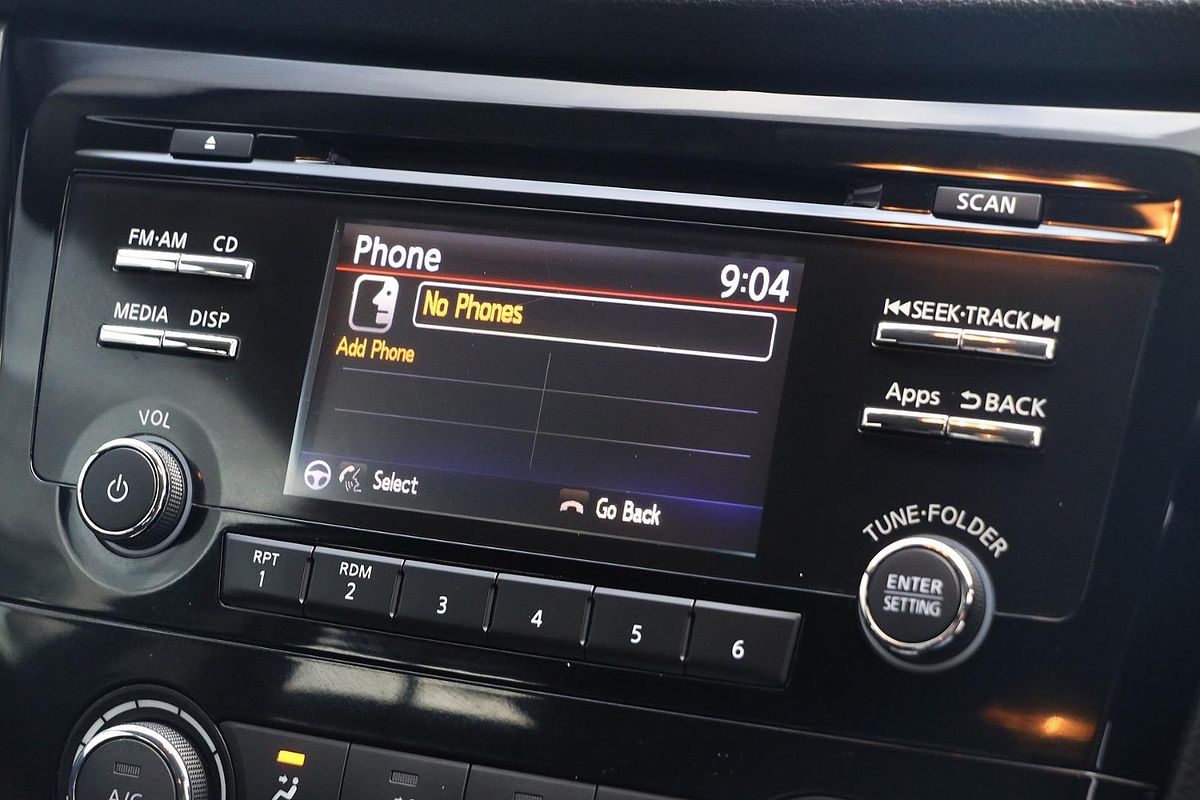 SCAN
FM·AM CD
MEDIA DISP
VOL
Phone
9:04
No Phones
Add Phone
Select
Go Back
SEEK·TRACK
Apps BACK
TUNE·FOLDER
ENTER
SETTING
RPT
1
RDM
2
3
4
5
6
A/C